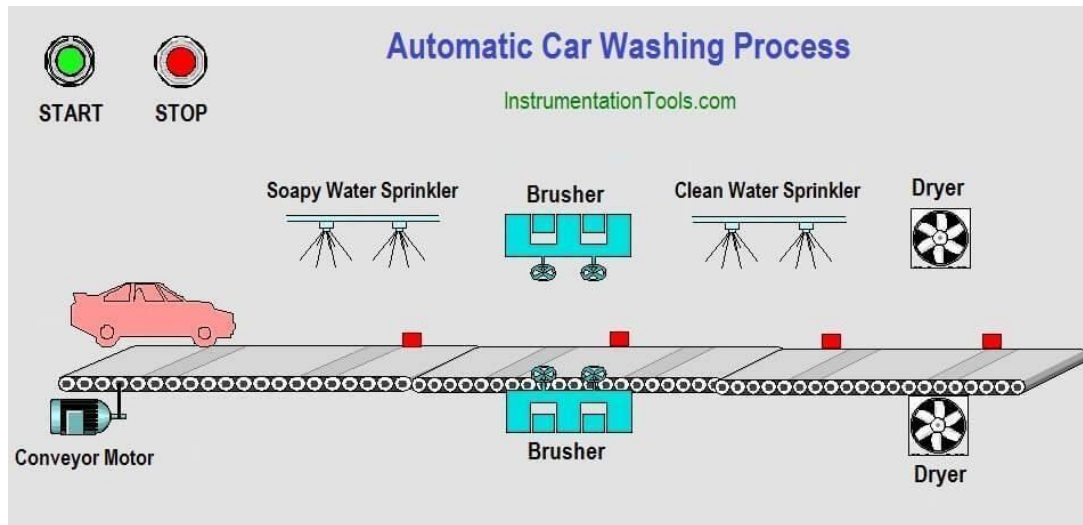 Automatic Car Washing Process
InstrumentationTools.com
START
STOP
Soapy Water Sprinkler
Brusher
Clean Water Sprinkler
Dryer
Conveyor Motor
Brusher
Dryer